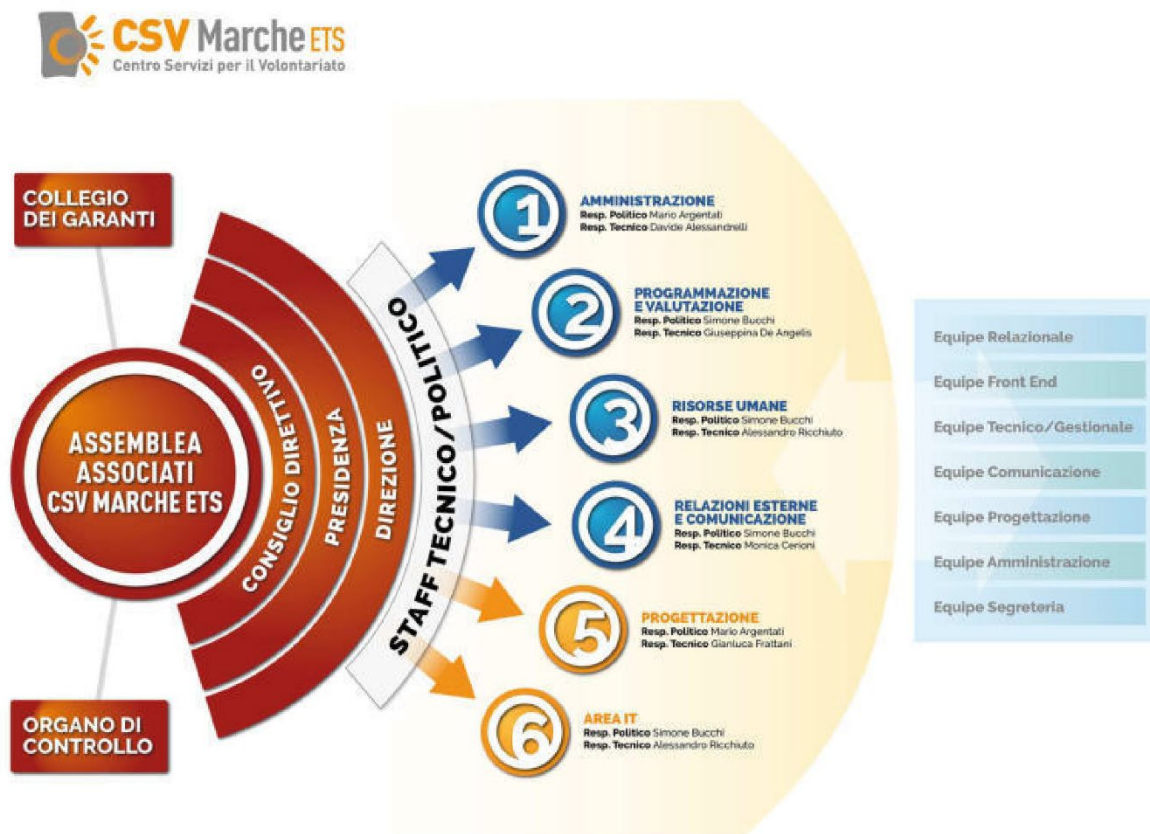 CSV Marche ETS
Centro Servizi per il Volontariato
COLLEGIO
DEI GARANTI
ASSEMBLEA
ASSOCIATI
CSV MARCHE ETS
ORGANO DI
CONTROLLO
CONSIGLIO DIRETTIVO
PRESIDENZA
DIREZIONE
STAFF TECNICO/POLITICO
1
AMMINISTRAZIONE
Resp. Politico Mario Argentati
Resp. Tecnico Davide Alessandrelli
2
PROGRAMMAZIONE
E VALUTAZIONE
Resp. Politico Simone Bucchi
Resp. Tecnico Giuseppina De Angelis
3
RISORSE UMANE
Resp. Politico Simone Bucchi
Resp. Tecnico Alessandro Ricchiuto
4
RELAZIONI ESTERNE
E COMUNICAZIONE
Resp. Politico Simone Bucchi
Resp. Tecnico Monica Cerioni
5
PROGETTAZIONE
Resp. Politico Mario Argentati
Resp. Tecnico Gianluca Frattani
6
AREA IT
Resp. Politico Simone Bucchi
Resp. Tecnico Alessandro Ricchiuto
Equipe Relazionale
Equipe Front End
Equipe Tecnico/Gestionale
Equipe Comunicazione
Equipe Progettazione
Equipe Amministrazione
Equipe Segreteria